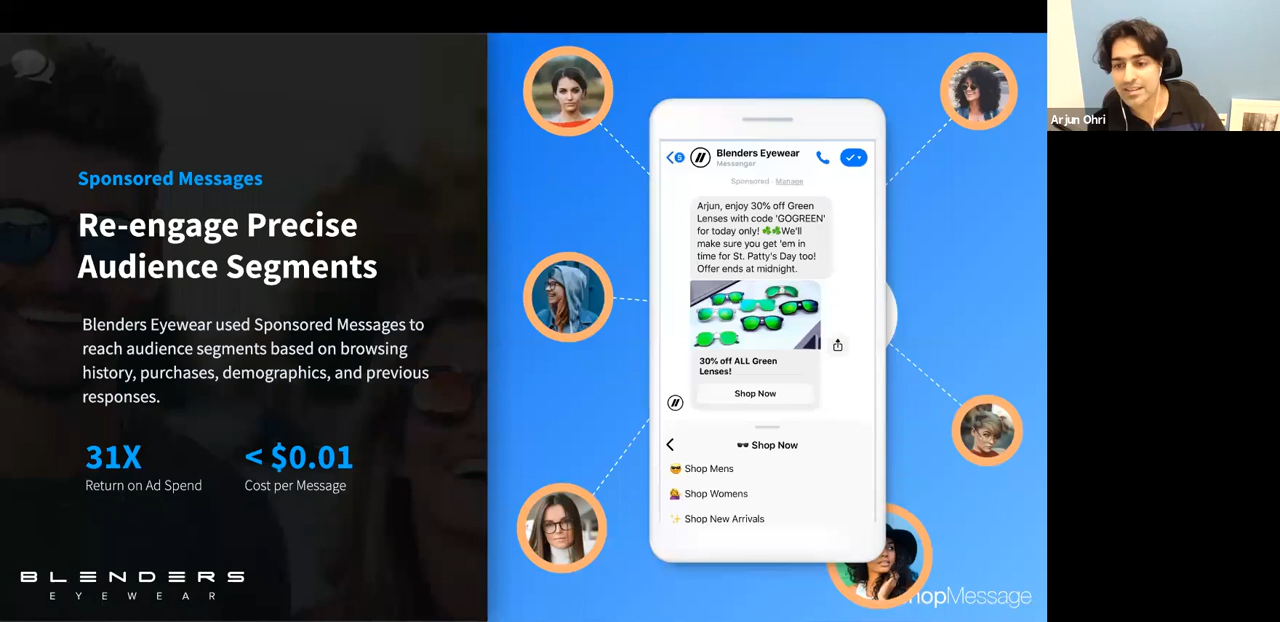 Sponsored Messages
Re-engage Precise
Audience Segments
Blenders Eyewear used Sponsored Messages to
reach audience segments based on browsing
history, purchases, demographics, and previous
responses.
31X
Return on Ad Spend
< $0.01
Cost per Message
BLENDERS
EYEWEAR
5
Blenders Eyewear
Messenger
Sponsored · Manage
Arjun, enjoy 30% off Green
Lenses with code 'GOGREEN'
for today only! ☘️☘️We'll
make sure you get 'em in
time for St. Patty's Day too!
Offer ends at midnight.
30% off ALL Green
Lenses!
Shop Now
🕶️ Shop Now
😎 Shop Mens
🙋‍♀️ Shop Womens
✨ Shop New Arrivals
hopMessage
Arjun Ohri